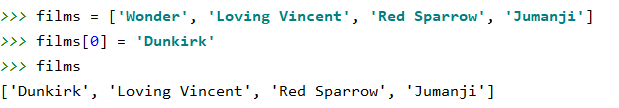 >>> films = ['Wonder', 'Loving Vincent', 'Red Sparrow', 'Jumanji']
>>> films[0] = 'Dunkirk'
>>> films
['Dunkirk', 'Loving Vincent', 'Red Sparrow', 'Jumanji']